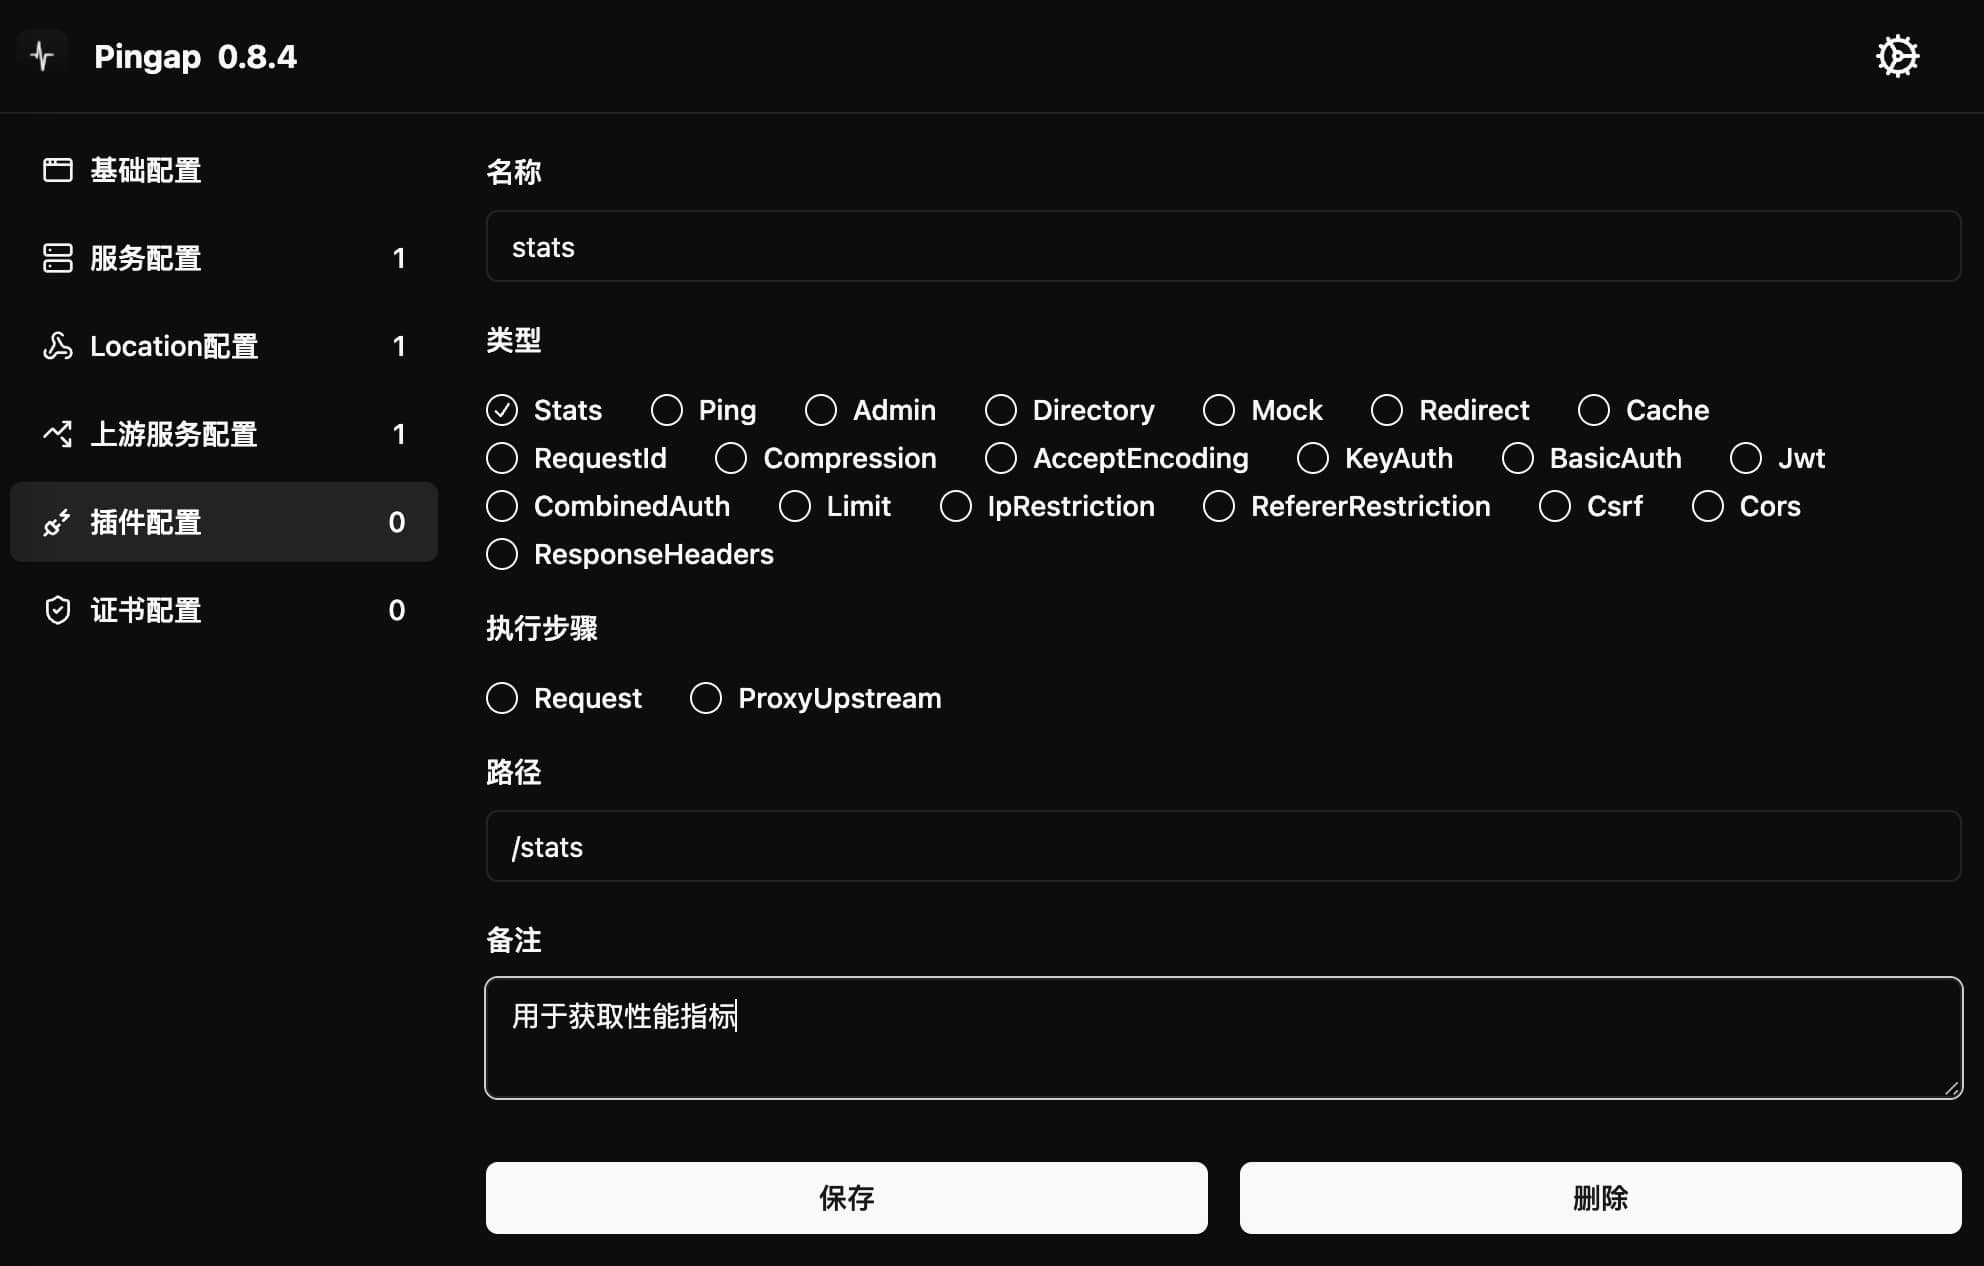 Pingap 0.8.4
基础配置
服务配置 1
Location配置 1
上游服务配置 1
插件配置 0
证书配置 0
名称
stats
类型
Stats Ping Admin Directory Mock Redirect Cache
RequestId Compression AcceptEncoding KeyAuth BasicAuth Jwt
CombinedAuth Limit IpRestriction RefererRestriction Csrf Cors
ResponseHeaders
执行步骤
Request ProxyUpstream
路径
/stats
备注
用于获取性能指标
保存 删除